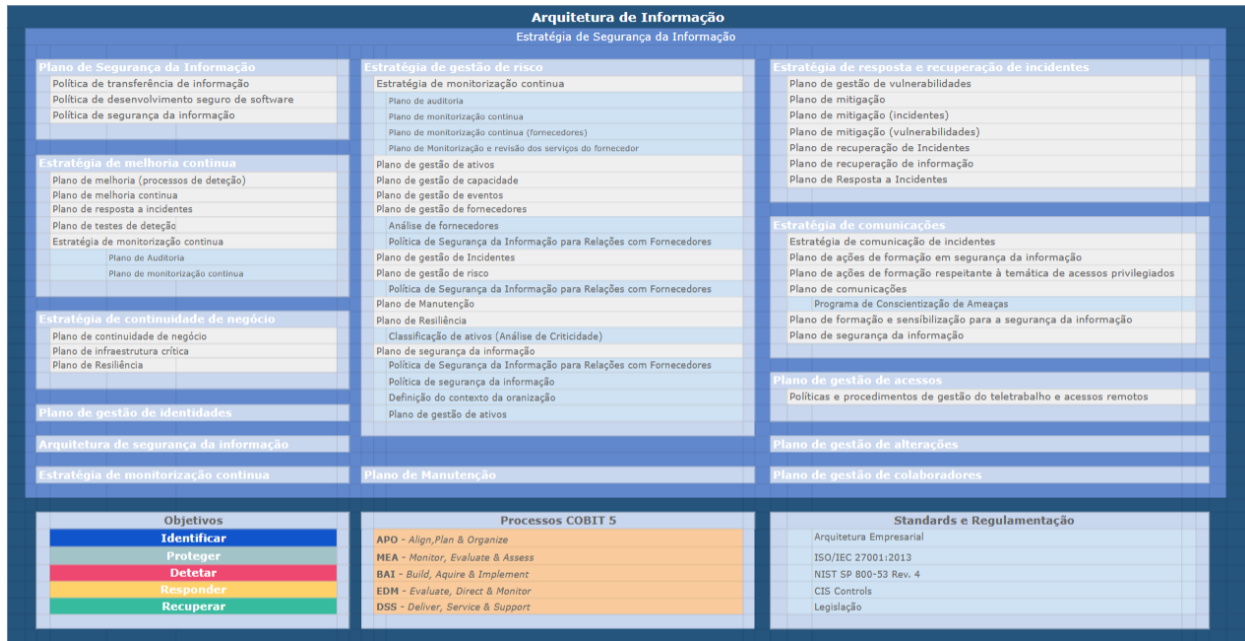 Arquitetura de Informação
Estratégia de Segurança da Informação
Plano de Segurança da Informação
Política de transferência de informação
Política de desenvolvimento seguro de software
Política de segurança da informação
Estratégia de melhoria continua
Plano de melhoria (processos de deteção)
Plano de melhoria continua
Plano de resposta a incidentes
Plano de testes de deteção
Estratégia de monitorização continua
Plano de Auditoria
Plano de monitorização continua
Estratégia de continuidade de negócio
Plano de continuidade de negócio
Plano de infraestrutura crítica
Plano de Resiliência
Plano de gestão de identidades
Arquitetura de segurança da informação
Estratégia de monitorização continua
Estratégia de gestão de risco
Estratégia de monitorização continua
Plano de auditoria
Plano de monitorização continua
Plano de monitorização continua (fornecedores)
Plano de Monitorização e revisão dos serviços do fornecedor
Plano de gestão de ativos
Plano de gestão de capacidade
Plano de gestão de eventos
Plano de gestão de fornecedores
Análise de fornecedores
Política de Segurança da Informação para Relações com Fornecedores
Plano de gestão de Incidentes
Plano de gestão de risco
Política de Segurança da Informação para Relações com Fornecedores
Plano de Manutenção
Plano de Resiliência
Classificação de ativos (Análise de Criticidade)
Plano de segurança da informação
Política de Segurança da Informação para Relações com Fornecedores
Política de segurança da informação
Definição do contexto da oranização
Plano de gestão de ativos
Plano de Manutenção
Estratégia de resposta e recuperação de incidentes
Plano de gestão de vulnerabilidades
Plano de mitigação
Plano de mitigação (incidentes)
Plano de mitigação (vulnerabilidades)
Plano de recuperação de Incidentes
Plano de recuperação de informação
Plano de Resposta a Incidentes
Estratégia de comunicações
Estratégia de comunicação de incidentes
Plano de ações de formação em segurança da informação
Plano de ações de formação respeitante à temática de acessos privilegiados
Plano de comunicações
Programa de Conscientização de Ameaças
Plano de formação e sensíbilização para a segurança da informação
Plano de segurança da informação
Plano de gestão de acessos
Políticas e procedimentos de gestão do teletrabalho e acessos remotos
Plano de gestão de alterações
Plano de gestão de colaboradores
Objetivos
Identificar
Proteger
Detetar
Responder
Recuperar
Processos COBIT 5
APO - Align,Plan & Organize
MEA - Monitor, Evaluate & Assess
BAI - Build, Aquire & Implement
EDM - Evaluate, Direct & Monitor
DSS - Deliver, Service & Support
Standards e Regulamentação
Arquitetura Empresarial
ISO/IEC 27001:2013
NIST SP 800-53 Rev. 4
CIS Controls
Legislação